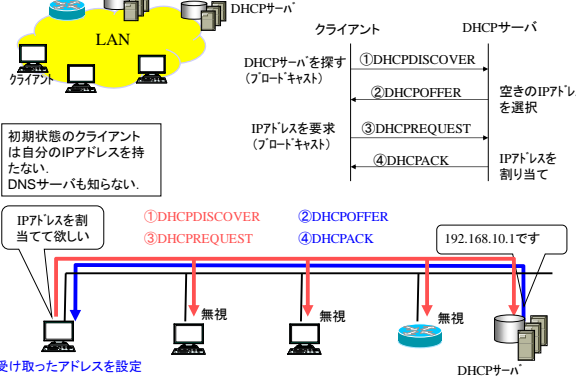 DHCPサーバ
LAN
クライアント
クライアント
DHCPサーバ
DHCPサーバを探す
(ブロードキャスト)
①DHCPDISCOVER
②DHCPOFFER
空きのIPアドレス
を選択
IPアドレスを要求
(ブロードキャスト)
③DHCPREQUEST
④DHCPACK
IPアドレスを
割り当て
初期状態のクライアント
は自分のIPアドレスを持
たない.
DNSサーバも知らない.
IPアドレスを割
当てて欲しい
①DHCPDISCOVER
②DHCPOFFER
③DHCPREQUEST
④DHCPACK
192.168.10.1です
無視
無視
無視
受け取ったアドレスを設定
DHCPサーバ